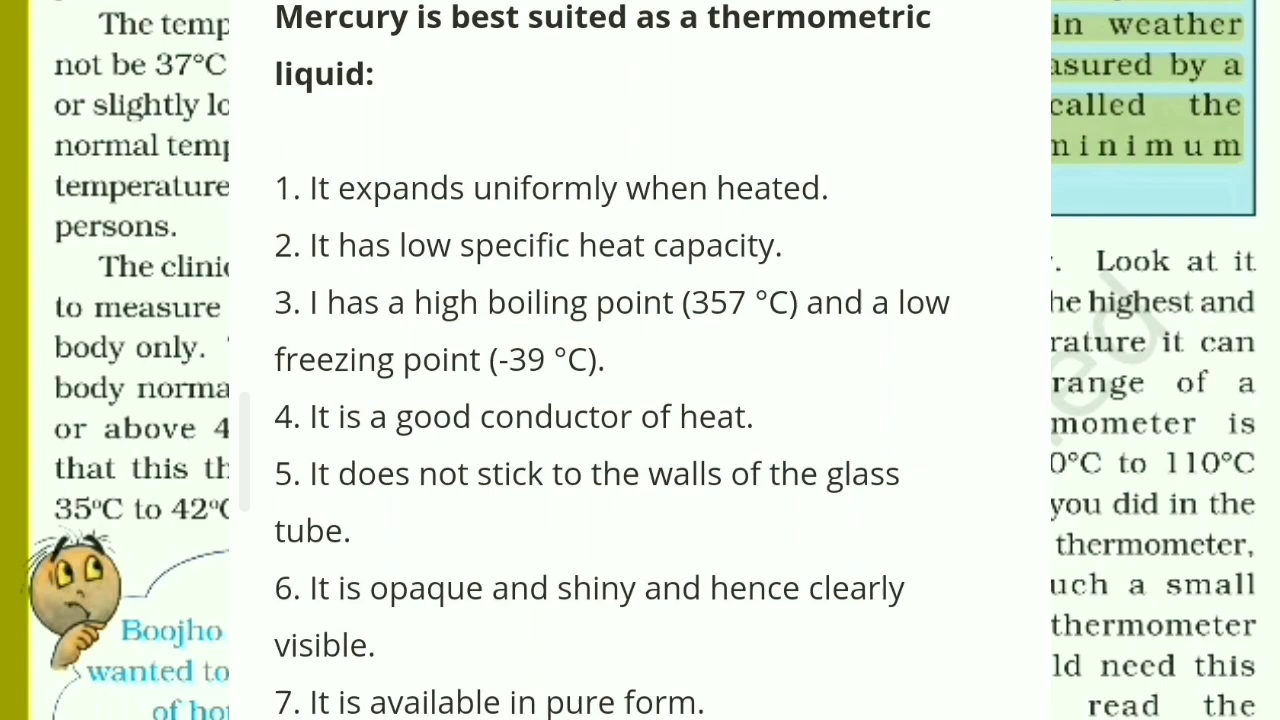 The temp
not be 37°C
or slightly lo
normal temp
temperature
persons.
The clinic
to measure
body only.
body norma
or above 4
that this th
35°C to 42°C
Boojho
wanted to
of hor
Mercury is best suited as a thermometric
liquid:
1. It expands uniformly when heated.
2. It has low specific heat capacity.
3. I has a high boiling point (357 °C) and a low
freezing point (-39 °C).
4. It is a good conductor of heat.
5. It does not stick to the walls of the glass
tube.
6. It is opaque and shiny and hence clearly
visible.
7. It is available in pure form.
in weather
asured by a
called the
minimum
. Look at it
he highest and
rature it can
range of a
mometer is
0°C to 110°C
you did in the
thermometer,
uch a small
thermometer
ld need this
read the